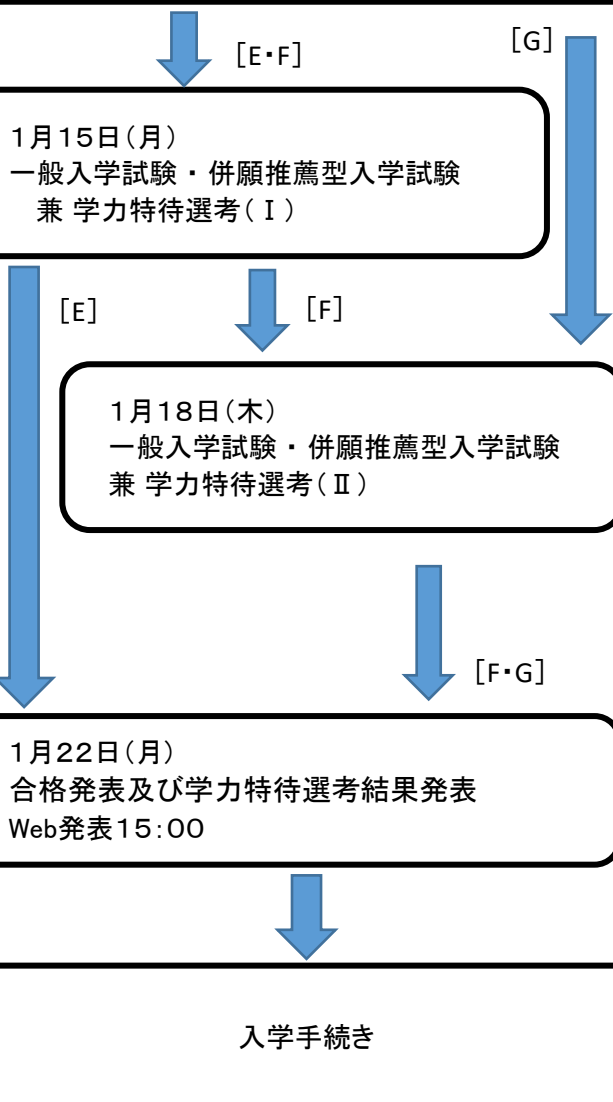 [E・F]
[G]
1月15日(月)
一般入学試験・併願推薦型入学試験
兼 学力特待選考(Ⅰ)
[E]
[F]
1月18日(木)
一般入学試験・併願推薦型入学試験
兼 学力特待選考(Ⅱ)
[F・G]
1月22日(月)
合格発表及び学力特待選考結果発表
Web発表15:00
入学手続き